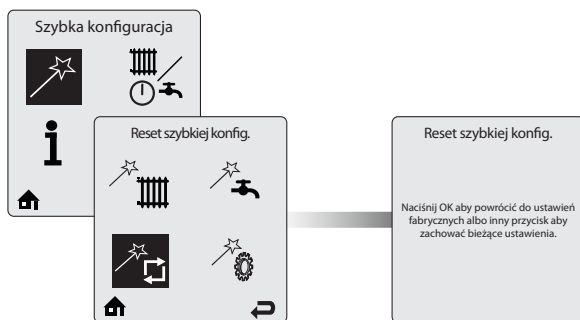 Szybka konfiguracja
Reset szybkiej konfig.
Reset szybkiej konfig.
Naciśnij OK aby powrócić do ustawień
fabrycznych albo inny przycisk aby
zachować bieżące ustawienia.